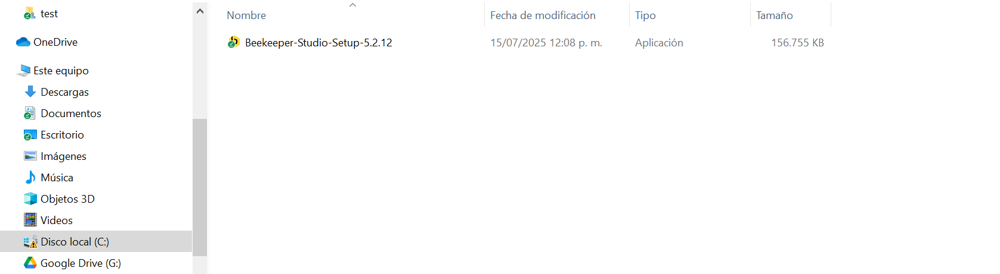 test
OneDrive
Este equipo
Descargas
Documentos
Escritorio
Imágenes
Música
Objetos 3D
Videos
Disco local (C:)
Google Drive (G:)
Nombre Fecha de modificación Tipo Tamaño
Beekeeper-Studio-Setup-5.2.12 15/07/2025 12:08 p. m. Aplicación 156.755 KB